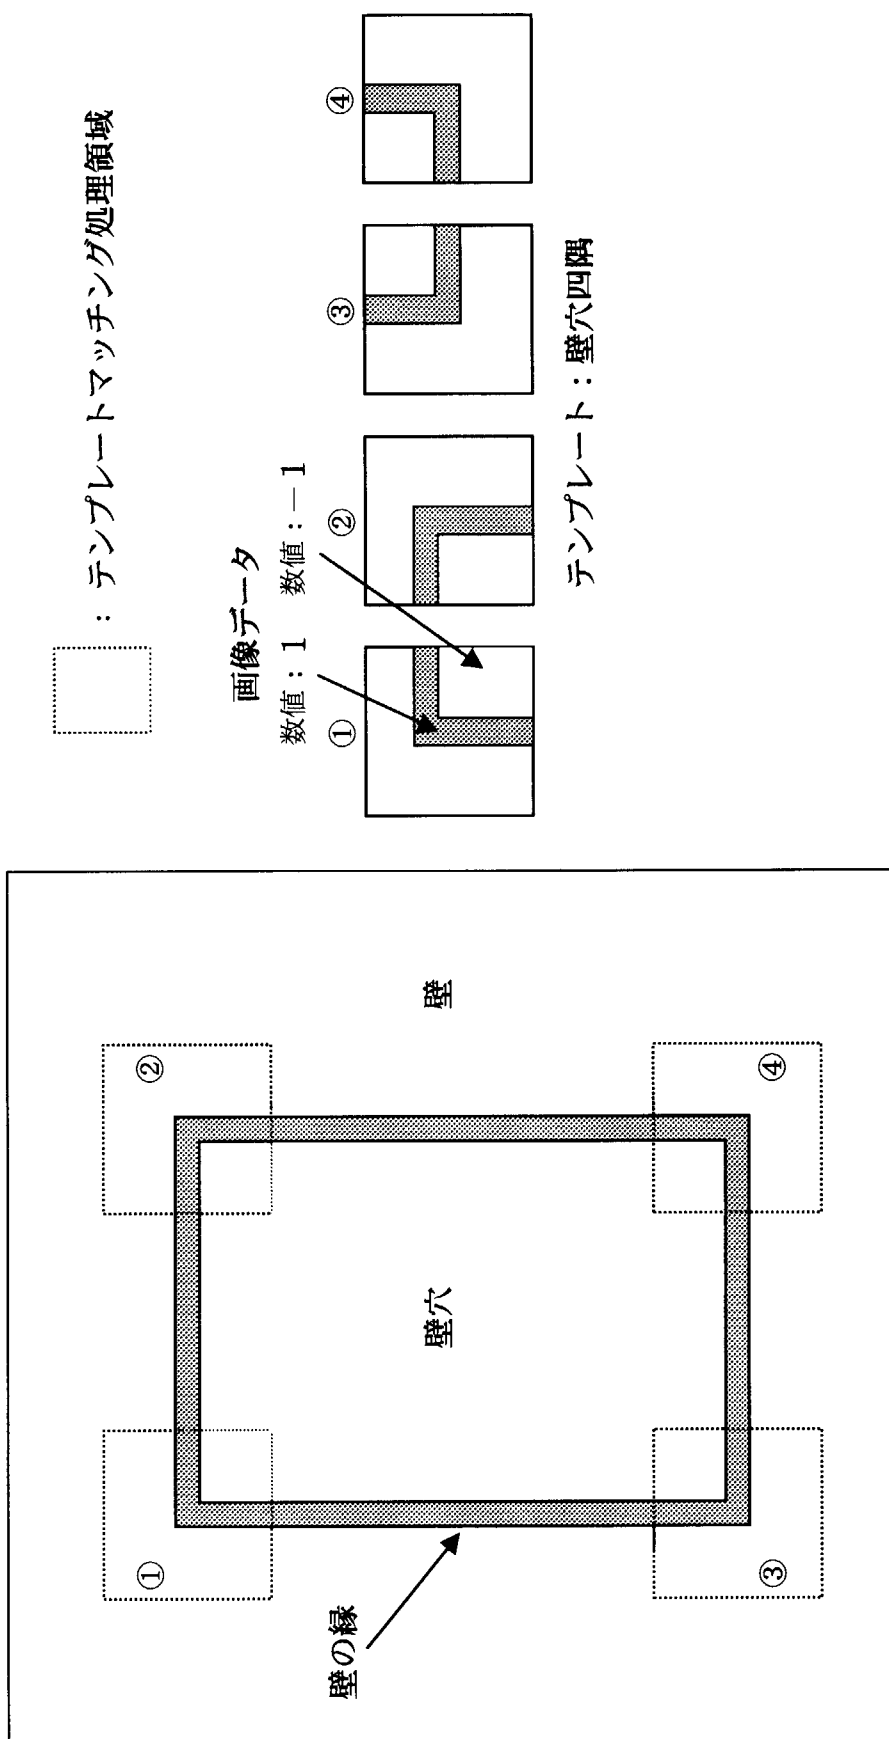 ①
②
壁の縁
壁穴
壁
③
④
：テンプレートマッチング処理領域
画像データ
数値：1
数値：－1
①
②
③
④
テンプレート：壁穴四隅